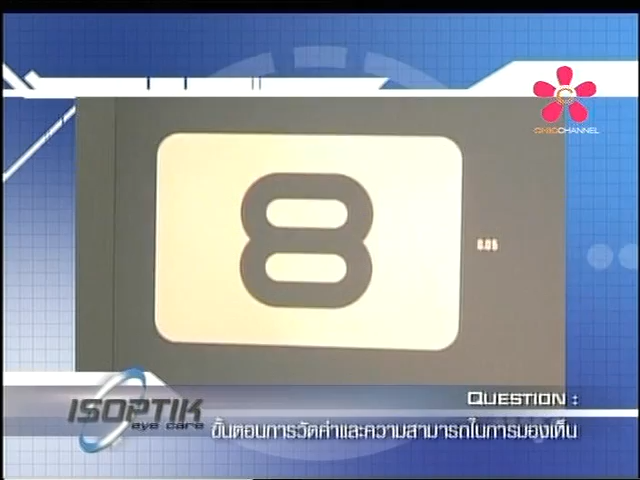 CHIC CHANNEL
8
0.05
QUESTION :
ISOPTIK
eye care
ขั้นตอนการวัดค่าและความสามารถในการมองเห็น